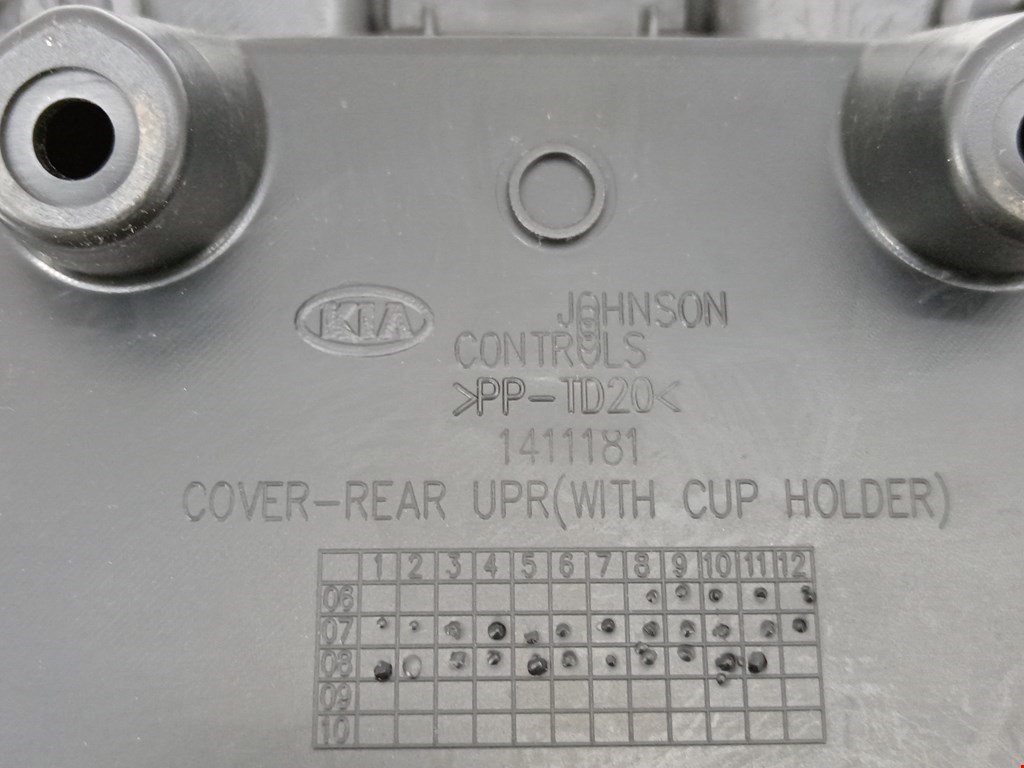 KIA
JOHNSON
CONTROLS
>PP-TD20<
1411181
COVER-REAR UPR(WITH CUP HOLDER)
1 2 3 4 5 6 7 8 9 10 11 12
06
07
08
09
10